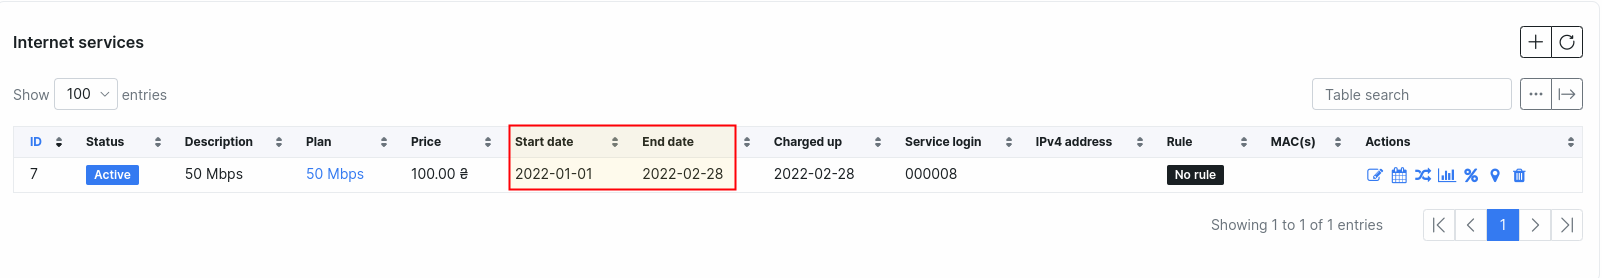 Internet services
Show 100 entries
Table search
ID Status Description Plan Price Start date End date Charged up Service login IPv4 address Rule MAC(s) Actions
7 Active 50 Mbps 50 Mbps 100.00 ₴ 2022-01-01 2022-02-28 2022-02-28 000008 No rule
Showing 1 to 1 of 1 entries 1